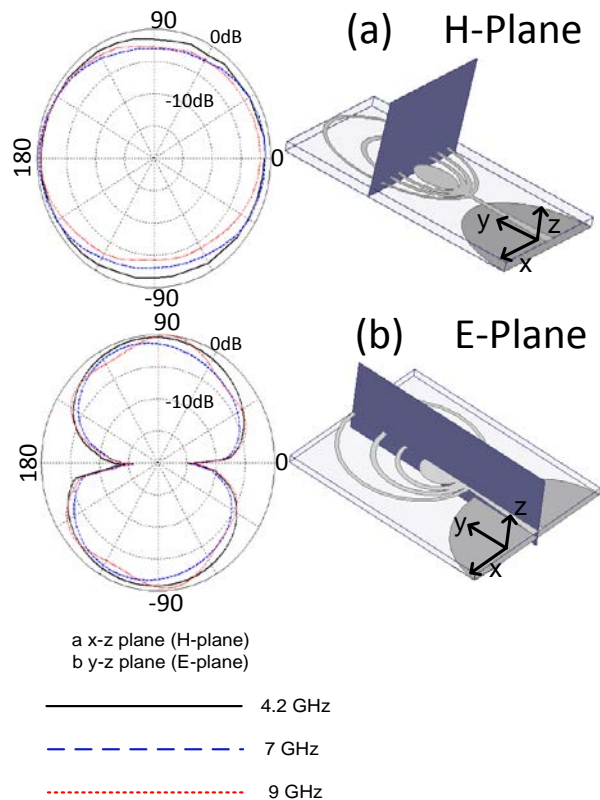 90
0dB
(a) H-Plane
-10dB
180
0
y
z
x
-90
90
0dB
(b) E-Plane
-10dB
180
0
z
y
x
-90
a x-z plane (H-plane)
b y-z plane (E-plane)
4.2 GHz
7 GHz
9 GHz